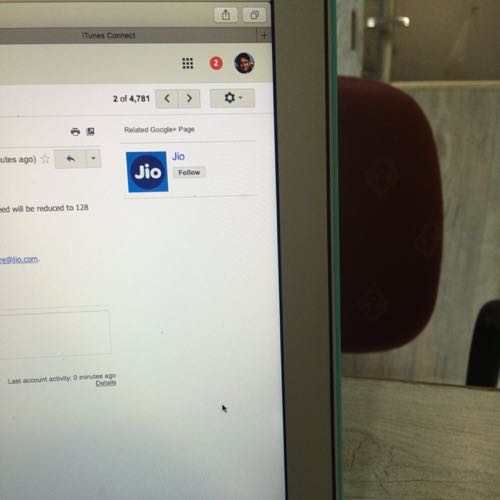 iTunes Connect
+
2
2 of 4,781
Related Google+ Page
utes ago)
Jio
Jio
Follow
eed will be reduced to 128
re@jio.com.
Last account activity: 0 minutes ago
Details